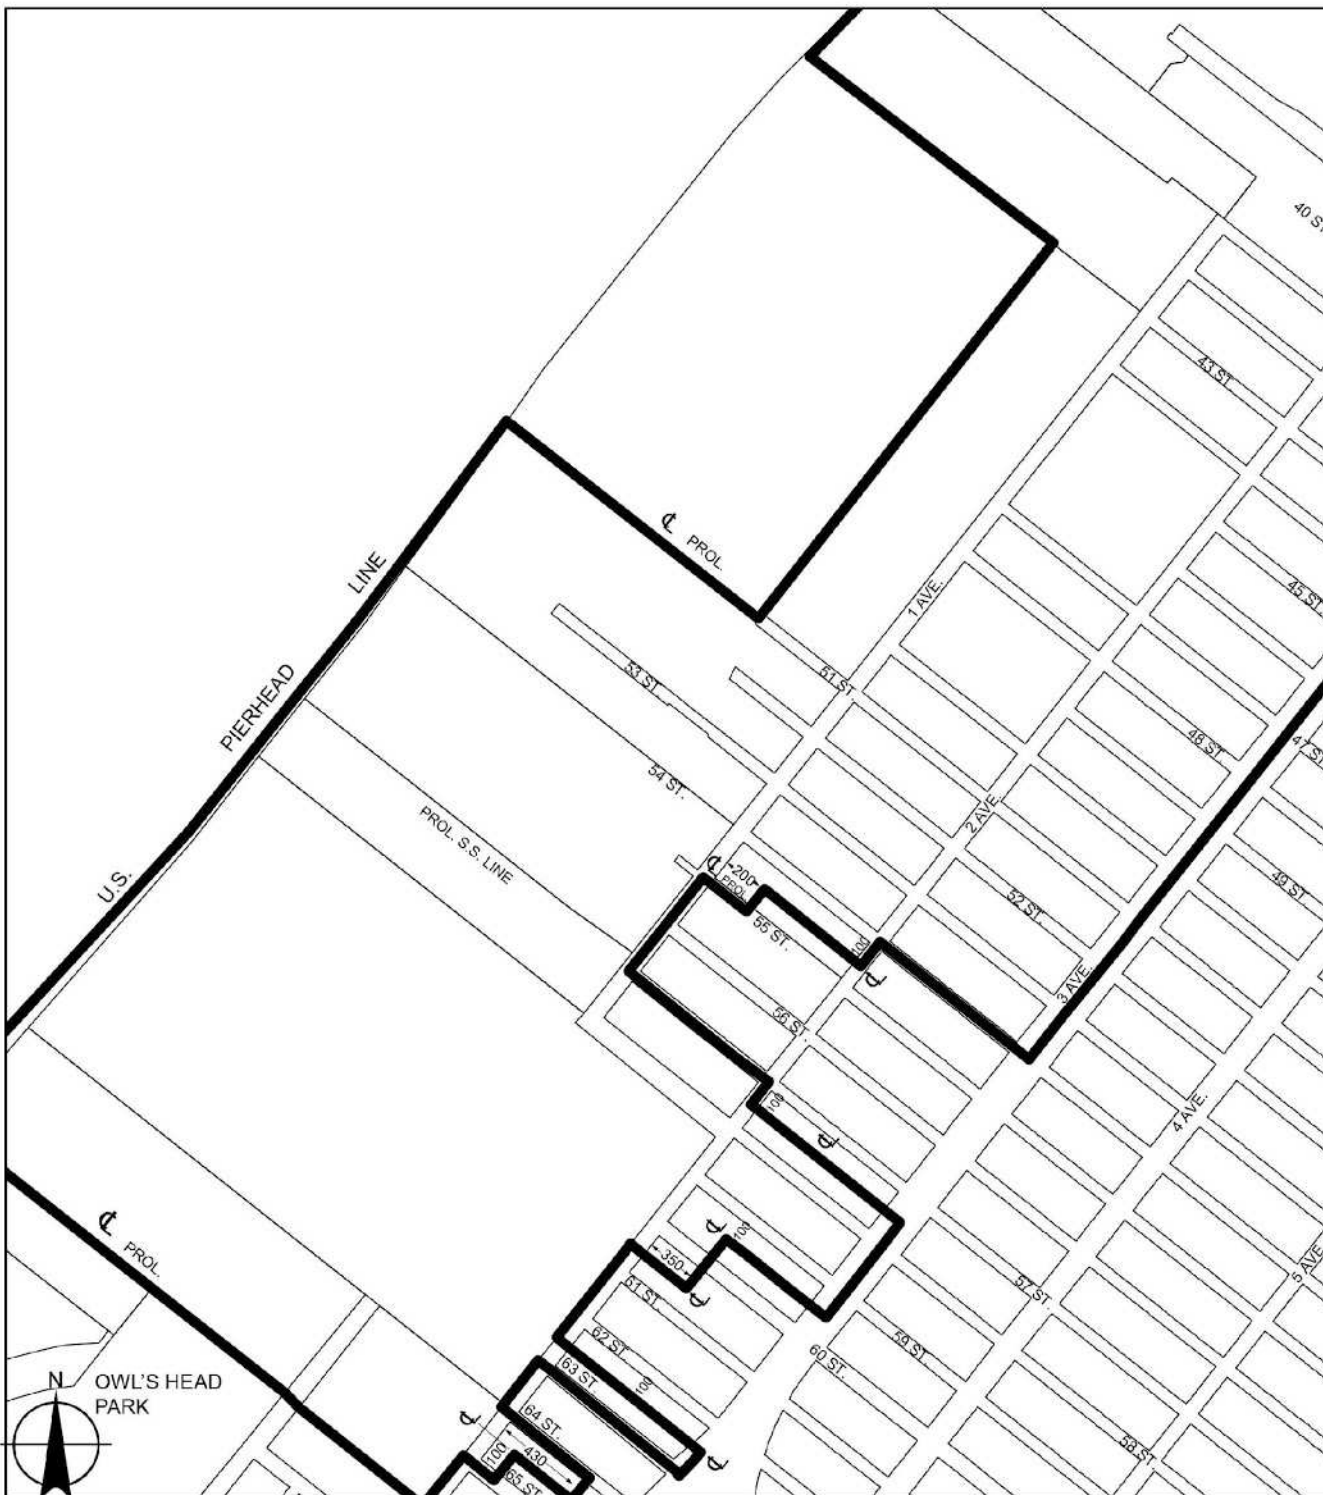 40 ST
43 ST
1 AVE.
45 ST.
℄ PROL.
LINE
51 ST.
53 ST.
PIERHEAD
48 ST
47 ST
54 ST.
2 AVE.
PROL. S.S. LINE
U.S.
℄
200
PROL.
52 ST.
49 ST.
55 ST.
100
℄
3 AVE.
56 ST.
100
℄
4 AVE.
℄
PROL.
℄
100
350
℄
61 ST.
5 AVE
57 ST.
62 ST.
59 ST.
60 ST.
63 ST.
100
N
OWL'S HEAD
PARK
℄
64 ST.
100
430
65 ST
℄
58 ST.